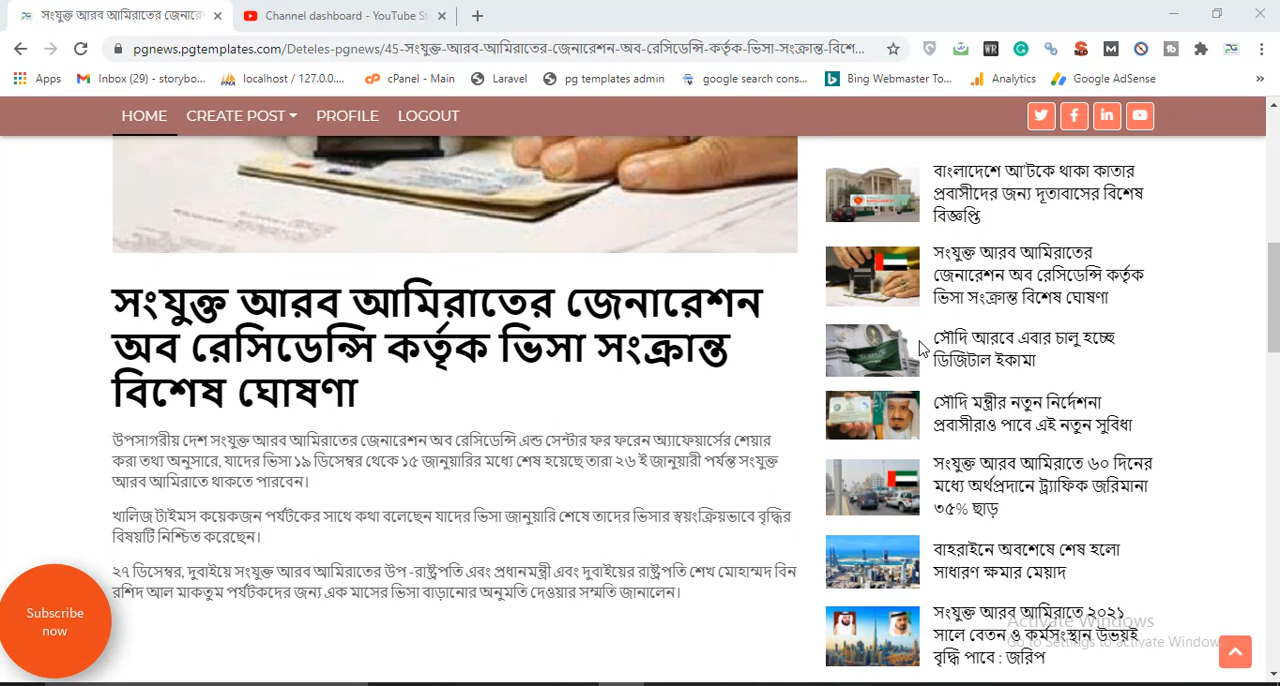 সংযুক্ত আরব আমিরাতের জেনারে
Channel dashboard - YouTube St
pgnews.pgtemplates.com/Deteles-pgnews/45-সংযুক্ত-আরব-আমিরাতের-জেনারেশন-অব-রেসিডেন্সি-কর্তৃক-ভিসা-সংক্রান্ত-বিশে...
Apps
Inbox (29) - storybo...
localhost / 127.0.0....
cPanel - Main
Laravel
pg templates admin
google search cons...
Bing Webmaster To...
Analytics
Google AdSense
HOME
CREATE POST
PROFILE
LOGOUT
সংযুক্ত আরব আমিরাতের জেনারেশন
অব রেসিডেন্সি কর্তৃক ভিসা সংক্রান্ত
বিশেষ ঘোষণা
উপসাগরীয় দেশ সংযুক্ত আরব আমিরাতের জেনারেশন অব রেসিডেন্সি এন্ড সেন্টার ফর ফরেন অ্যাফেয়ার্সের শেয়ার
করা তথ্য অনুসারে, যাদের ভিসা ১৯ ডিসেম্বর থেকে ১৫ জানুয়ারির মধ্যে শেষ হয়েছে তারা ২৬ ই জানুয়ারী পর্যন্ত সংযুক্ত
আরব আমিরাতে থাকতে পারবেন।
খালিজ টাইমস কয়েকজন পর্যটকের সাথে কথা বলেছেন যাদের ভিসা জানুয়ারি শেষে তাদের ভিসার স্বয়ংক্রিয়ভাবে বৃদ্ধির
বিষয়টি নিশ্চিত করেছেন।
২৭ ডিসেম্বর, দুবাইয়ে সংযুক্ত আরব আমিরাতের উপ -রাষ্ট্রপতি এবং প্রধানমন্ত্রী এবং দুবাইয়ের রাষ্ট্রপতি শেখ মোহাম্মদ বিন
রশিদ আল মাকতুম পর্যটকদের জন্য এক মাসের ভিসা বাড়ানোর অনুমতি দেওয়ার সম্মতি জানালেন।
Subscribe
now
বাংলাদেশে আ'টকে থাকা কাতার
প্রবাসীদের জন্য দূতাবাসের বিশেষ
বিজ্ঞপ্তি
সংযুক্ত আরব আমিরাতের
জেনারেশন অব রেসিডেন্সি কর্তৃক
ভিসা সংক্রান্ত বিশেষ ঘোষণা
সৌদি আরবে এবার চালু হচ্ছে
ডিজিটাল ইকামা
সৌদি মন্ত্রীর নতুন নির্দেশনা
প্রবাসীরাও পাবে এই নতুন সুবিধা
সংযুক্ত আরব আমিরাতে ৬০ দিনের
মধ্যে অর্থপ্রদানে ট্র্যাফিক জরিমানা
৩৫% ছাড়
বাহরাইনে অবশেষে শেষ হলো
সাধারণ ক্ষমার মেয়াদ
সংযুক্ত আরব আমিরাতে ২০২১
সালে বেতন ও কর্মসংস্থান উভয়ই
বৃদ্ধি পাবে : জরিপ
Activate Windows
Go to Settings to activate Windows